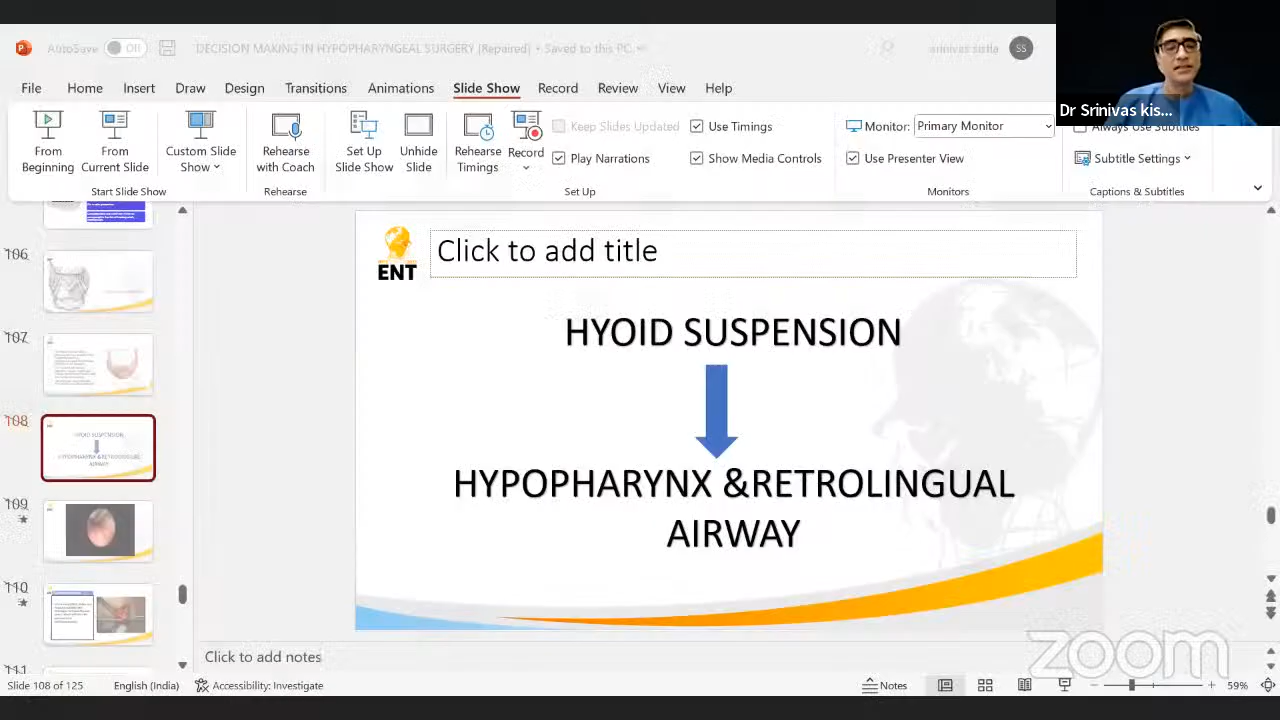 AutoSave Off DECISION MAKING IN HYPOPHARYNGEAL SURGERY (Repaired) • Saved to this PC SS
Dr Srinivas kis...
File Home Insert Draw Design Transitions Animations Slide Show Record Review View Help
From Beginning
From Current Slide
Custom Slide Show
Start Slide Show
Rehearse with Coach
Rehearse
Set Up Slide Show
Unhide Slide
Rehearse Timings
Record
Keep Slides Updated
Play Narrations
Use Timings
Show Media Controls
Set Up
Monitor: Primary Monitor
Use Presenter View
Monitors
Always Use Subtitles
Subtitle Settings
Captions & Subtitles
106
107
108
HYOID SUSPENSION
HYPOPHARYNX &RETROLINGUAL
AIRWAY
109
110
111
ENT
Click to add title
HYOID SUSPENSION
HYPOPHARYNX &RETROLINGUAL
AIRWAY
Click to add notes
zoom
Slide 108 of 125 English (India) Accessibility: Investigate Notes 59%